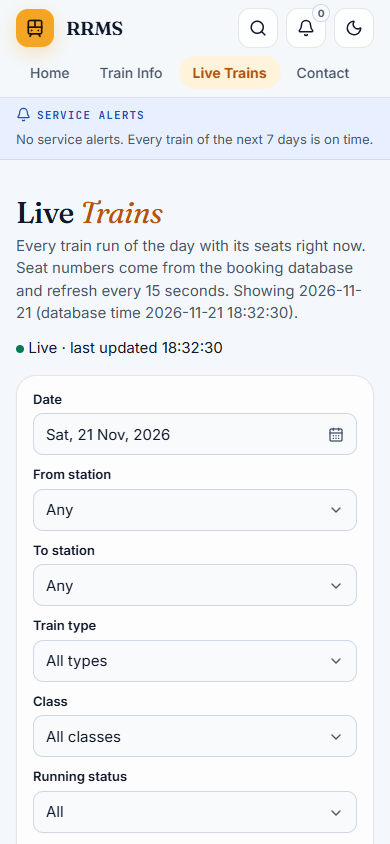 RRMS
0
Home Train Info Live Trains Contact
SERVICE ALERTS
No service alerts. Every train of the next 7 days is on time.
Live Trains
Every train run of the day with its seats right now.
Seat numbers come from the booking database
and refresh every 15 seconds. Showing 2026-11-
21 (database time 2026-11-21 18:32:30).
Live · last updated 18:32:30
Date
Sat, 21 Nov, 2026
From station
Any
To station
Any
Train type
All types
Class
All classes
Running status
All